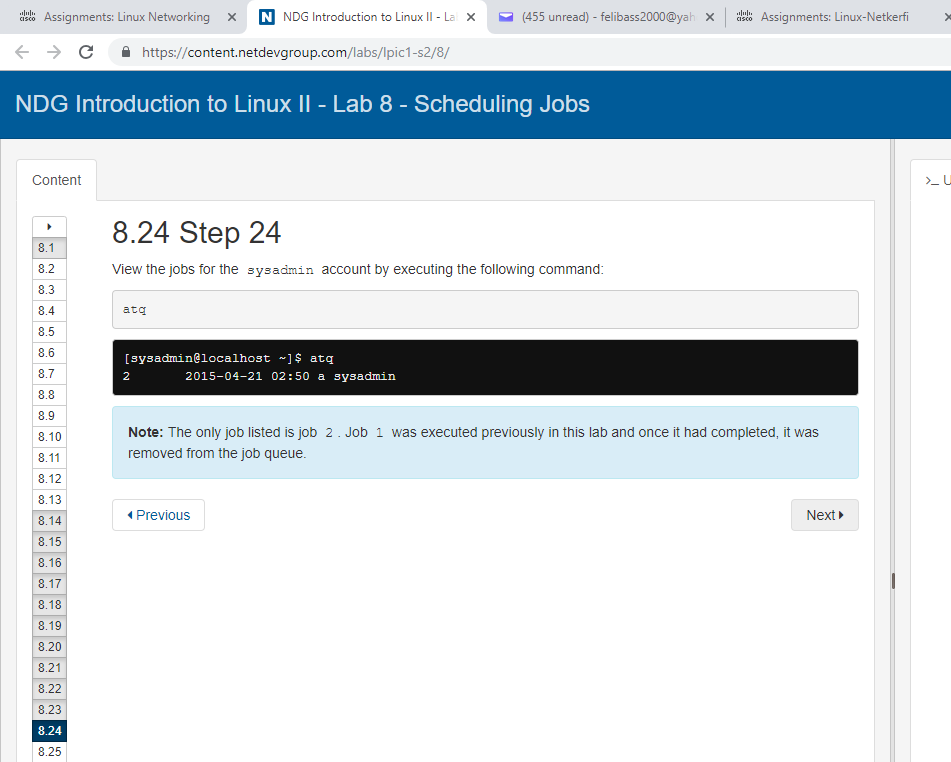 Assignments: Linux Networking
NDG Introduction to Linux II - La
(455 unread) - felibass2000@yah
Assignments: Linux-Netkerfi
https://content.netdevgroup.com/labs/lpic1-s2/8/
NDG Introduction to Linux II - Lab 8 - Scheduling Jobs
Content
>_ U
8.1
8.2
8.3
8.4
8.5
8.6
8.7
8.8
8.9
8.10
8.11
8.12
8.13
8.14
8.15
8.16
8.17
8.18
8.19
8.20
8.21
8.22
8.23
8.24
8.25
8.24 Step 24
View the jobs for the sysadmin account by executing the following command:
atq
[sysadmin@localhost ~]$ atq
2       2015-04-21 02:50 a sysadmin
Note: The only job listed is job 2 . Job 1 was executed previously in this lab and once it had completed, it was
removed from the job queue.
Previous
Next